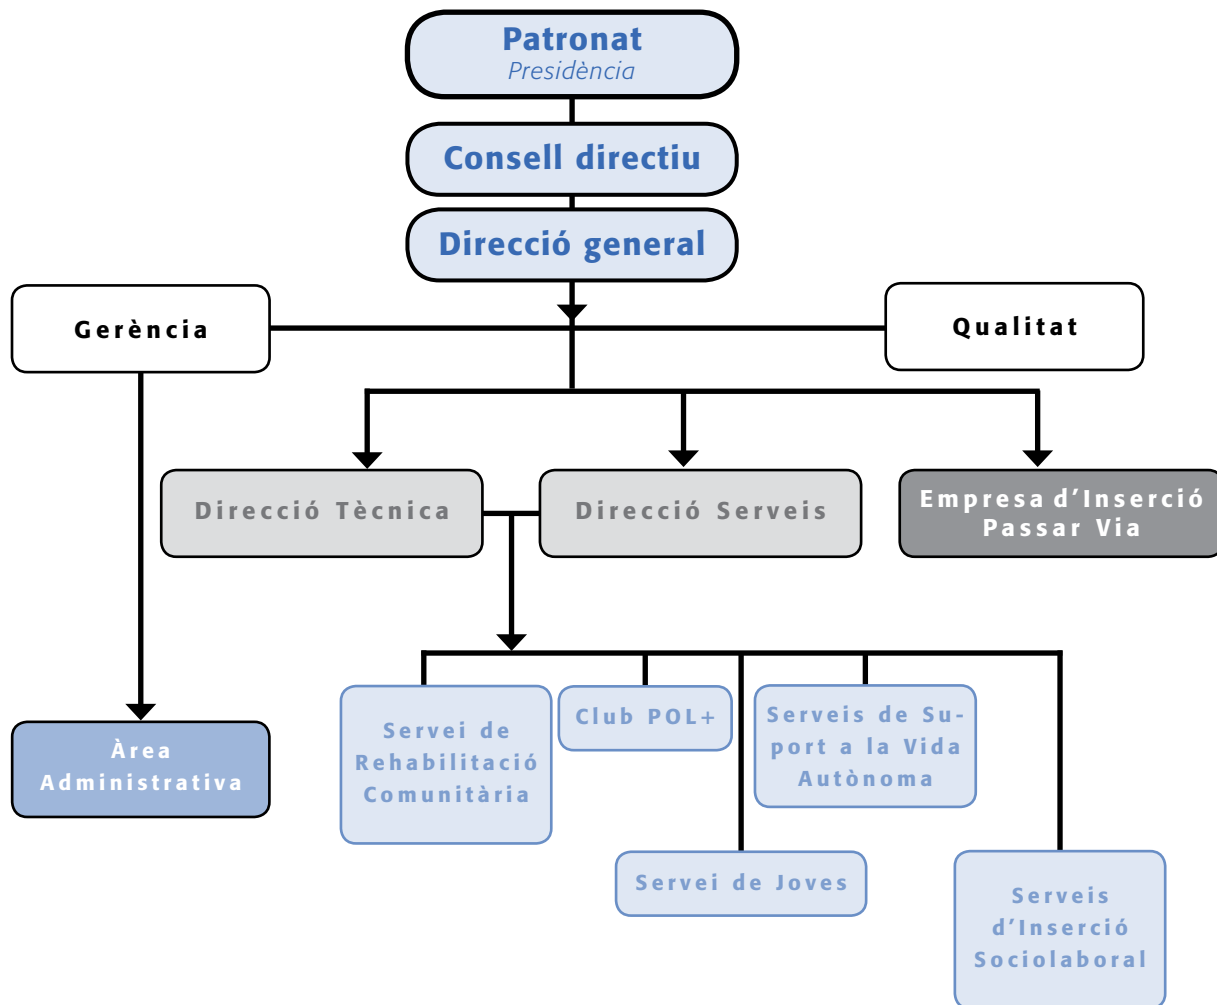 Patronat
Presidència
Consell directiu
Direcció general
Gerència
Qualitat
Direcció Tècnica
Direcció Serveis
Empresa d’Inserció
Passar Via
Àrea
Administrativa
Servei de
Rehabilitació
Comunitària
Club POL+
Serveis de Su-
port a la Vida
Autònoma
Servei de Joves
Serveis
d’Inserció
Sociolaboral